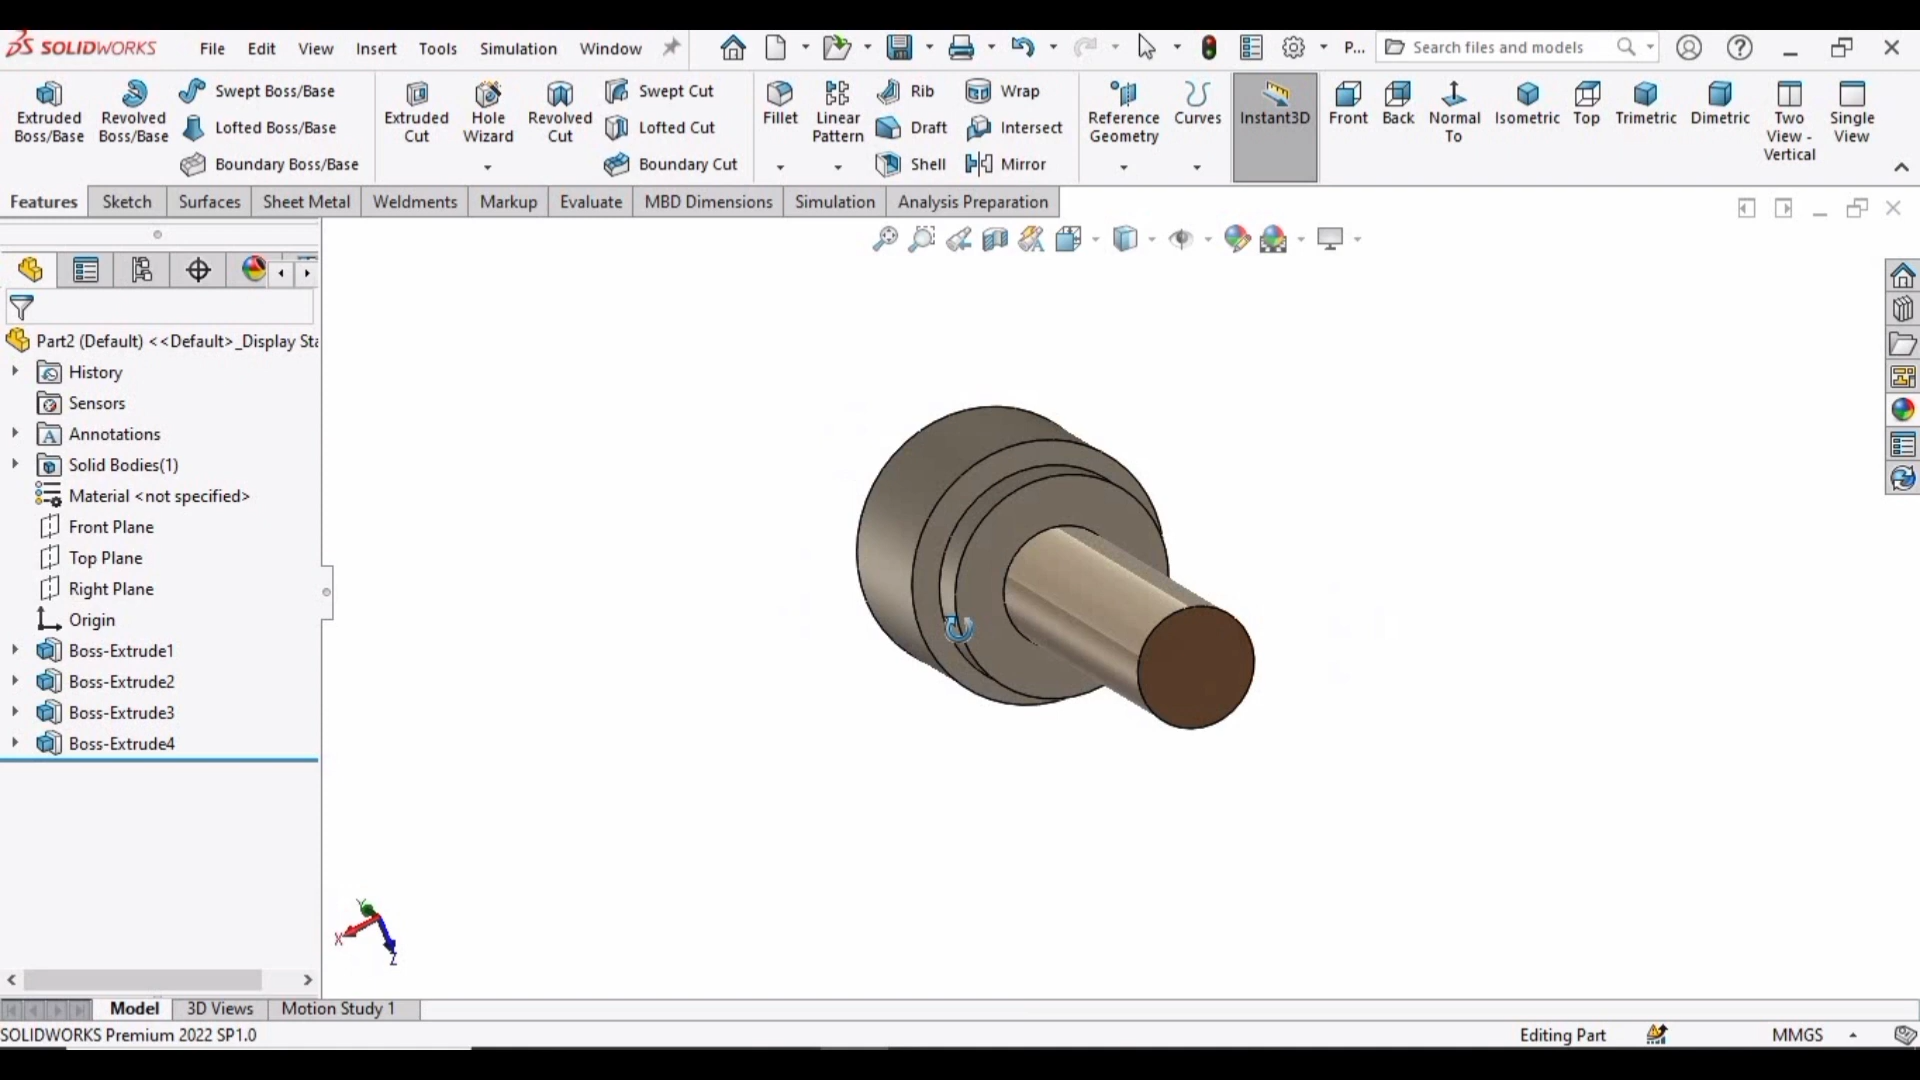 SOLIDWORKS File Edit View Insert Tools Simulation Window P... Search files and models
Extruded Boss/Base
Revolved Boss/Base
Swept Boss/Base
Lofted Boss/Base
Boundary Boss/Base
Extruded Cut
Hole Wizard
Revolved Cut
Swept Cut
Lofted Cut
Boundary Cut
Fillet
Linear Pattern
Rib
Draft
Shell
Wrap
Intersect
Mirror
Reference Geometry
Curves
Instant3D
Front
Back
Normal To
Isometric
Top
Trimetric
Dimetric
Two View - Vertical
Single View
Features Sketch Surfaces Sheet Metal Weldments Markup Evaluate MBD Dimensions Simulation Analysis Preparation
Part2 (Default) <<Default>_Display Sta
History
Sensors
Annotations
Solid Bodies(1)
Material <not specified>
Front Plane
Top Plane
Right Plane
Origin
Boss-Extrude1
Boss-Extrude2
Boss-Extrude3
Boss-Extrude4
Y
X
Z
Model 3D Views Motion Study 1
SOLIDWORKS Premium 2022 SP1.0 Editing Part MMGS